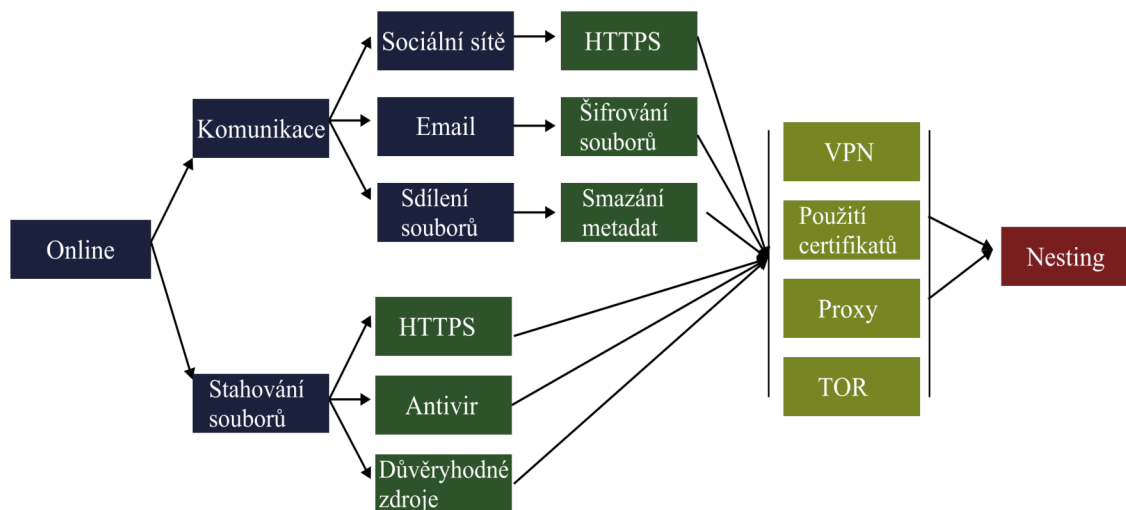 Online
Komunikace
Stahování
souborů
Sociální sítě
Email
Sdílení
souborů
HTTPS
Šifrování
souborů
Smazání
metadat
HTTPS
Antivir
Důvěryhodné
zdroje
VPN
Použití
certifikatů
Proxy
TOR
Nesting